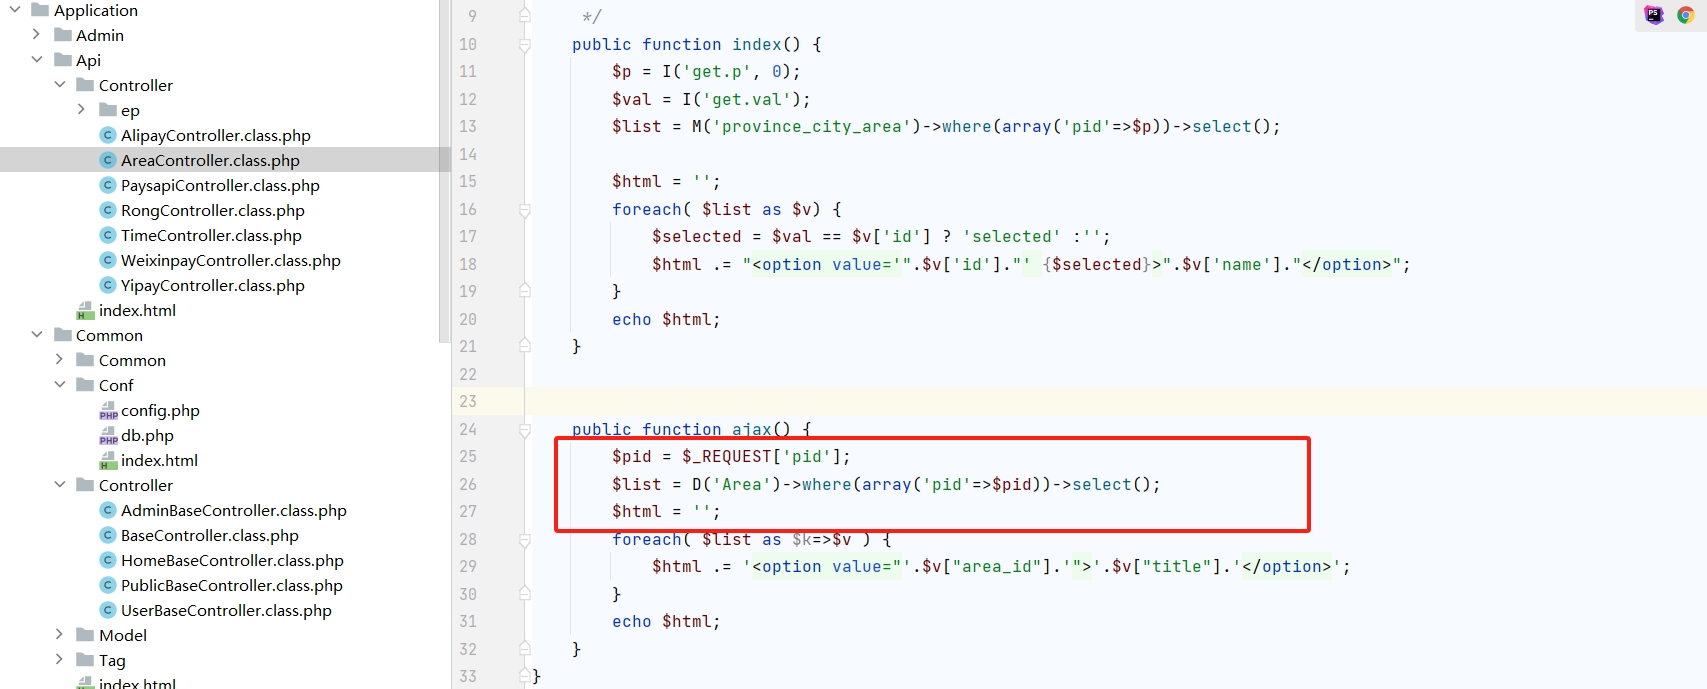 Application
Admin
Api
Controller
ep
AlipayController.class.php
AreaController.class.php
PaysapiController.class.php
RongController.class.php
TimeController.class.php
WeixinpayController.class.php
YipayController.class.php
index.html
Common
Common
Conf
config.php
db.php
index.html
Controller
AdminBaseController.class.php
BaseController.class.php
HomeBaseController.class.php
PublicBaseController.class.php
UserBaseController.class.php
Model
Tag
index.html
9 */
10 public function index() {
11 $p = I('get.p', 0);
12 $val = I('get.val');
13 $list = M('province_city_area')->where(array('pid'=>$p))->select();
14
15 $html = '';
16 foreach( $list as $v) {
17 $selected = $val == $v['id'] ? 'selected' :'';
18 $html .= "<option value='".$v['id']."' {$selected}>".$v['name']."</option>";
19 }
20 echo $html;
21 }
22
23
24 public function ajax() {
25 $pid = $_REQUEST['pid'];
26 $list = D('Area')->where(array('pid'=>$pid))->select();
27 $html = '';
28 foreach( $list as $k=>$v ) {
29 $html .= '<option value="'.$v["area_id"].'">'.$v["title"].'</option>';
30 }
31 echo $html;
32 }
33 }
PS